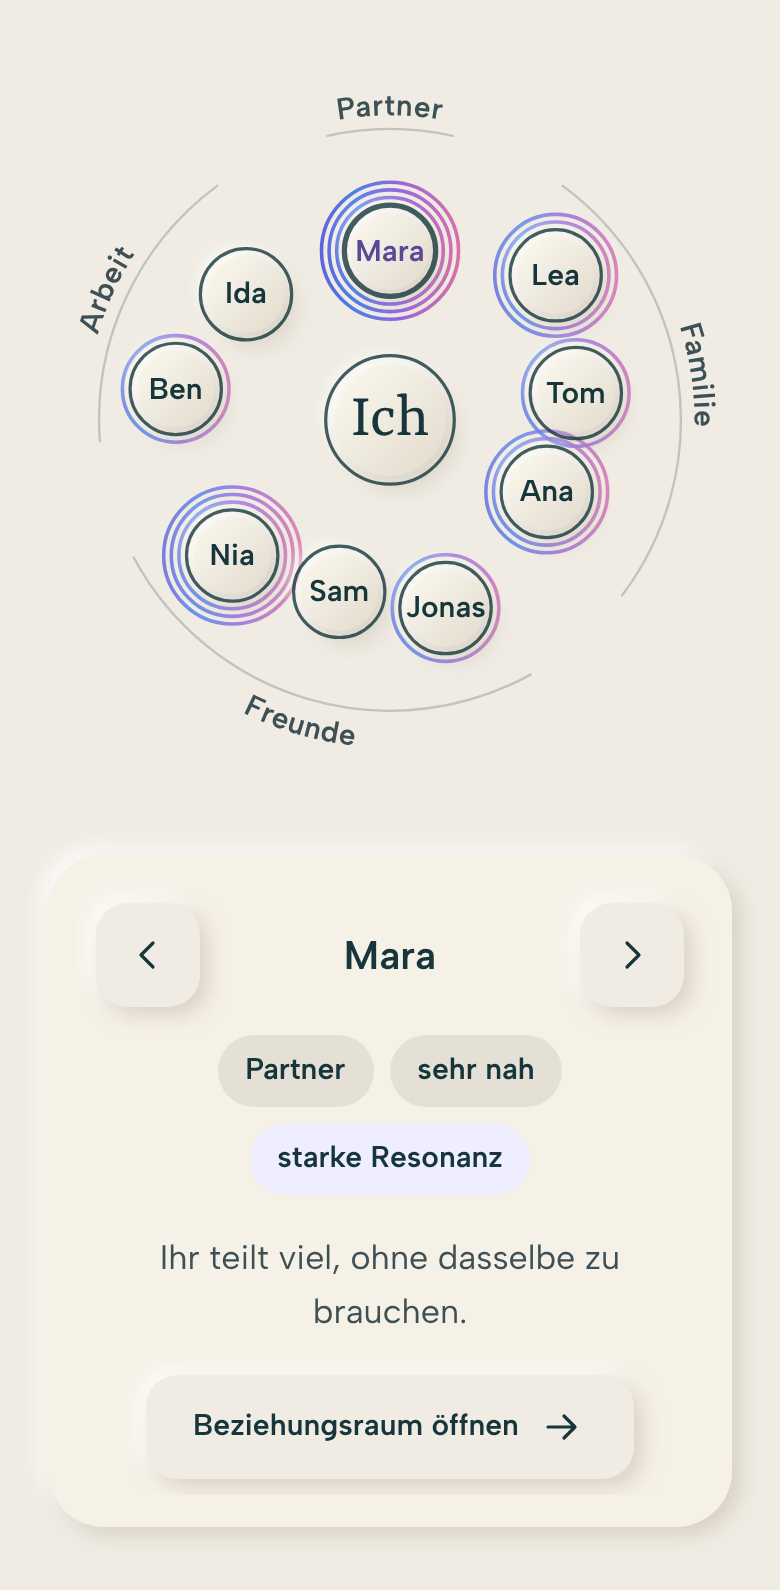 Partner
Mara
Lea
Ida
Arbeit
Familie
Ben
Tom
Ich
Ana
Nia
Sam
Jonas
Freunde
Mara
Partner
sehr nah
starke Resonanz
Ihr teilt viel, ohne dasselbe zu
brauchen.
Beziehungsraum öffnen